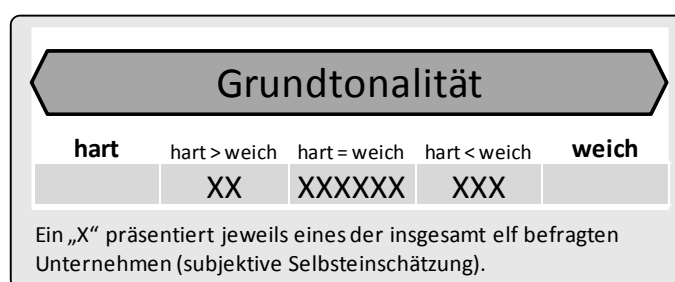 Grundtonalität
hart hart > weich hart = weich hart < weich weich
XX XXXXXX XXX
Ein „X“ präsentiert jeweils eines der insgesamt elf befragten
Unternehmen (subjektive Selbsteinschätzung).